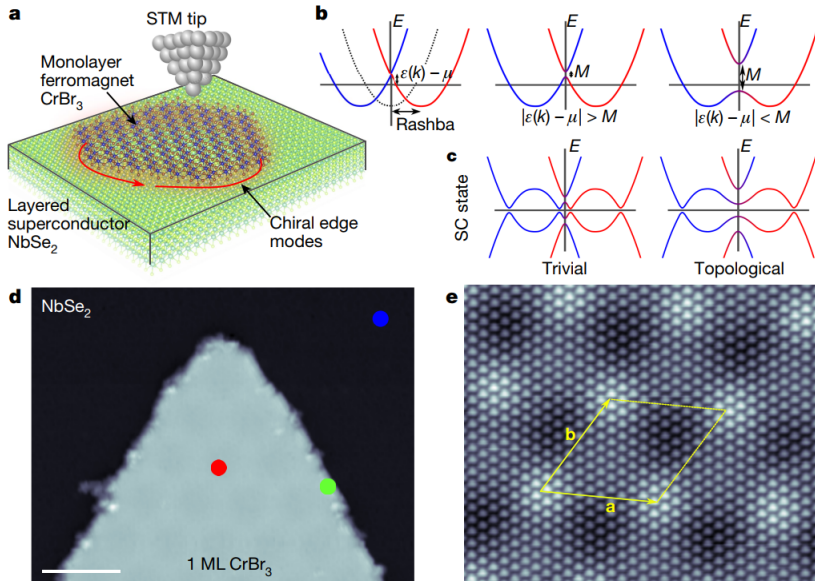 a
STM tip
Monolayer
ferromagnet
CrBr₃
Layered
superconductor
NbSe₂
Chiral edge
modes
b
E
ε(k) – μ
Rashba
E
M
|ε(k) – μ| > M
E
M
|ε(k) – μ| < M
c
SC state
E
Trivial
E
Topological
d
NbSe₂
1 ML CrBr₃
e
b
a